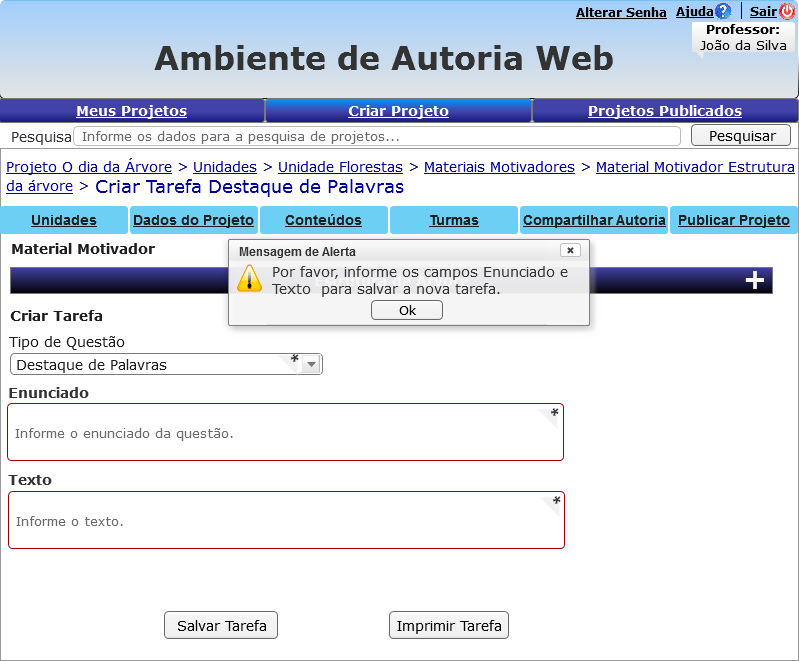 Alterar Senha Ajuda? Sair
Professor:
João da Silva
Ambiente de Autoria Web
Meus Projetos Criar Projeto Projetos Publicados
Pesquisa Informe os dados para a pesquisa de projetos... Pesquisar
Projeto O dia da Árvore > Unidades > Unidade Florestas > Materiais Motivadores > Material Motivador Estrutura
da árvore > Criar Tarefa Destaque de Palavras
Unidades Dados do Projeto Conteúdos Turmas Compartilhar Autoria Publicar Projeto
Material Motivador
Mensagem de Alerta
Por favor, informe os campos Enunciado e
Texto para salvar a nova tarefa.
Ok
Criar Tarefa
Tipo de Questão
Destaque de Palavras *
Enunciado
Informe o enunciado da questão. *
Texto
Informe o texto. *
Salvar Tarefa Imprimir Tarefa